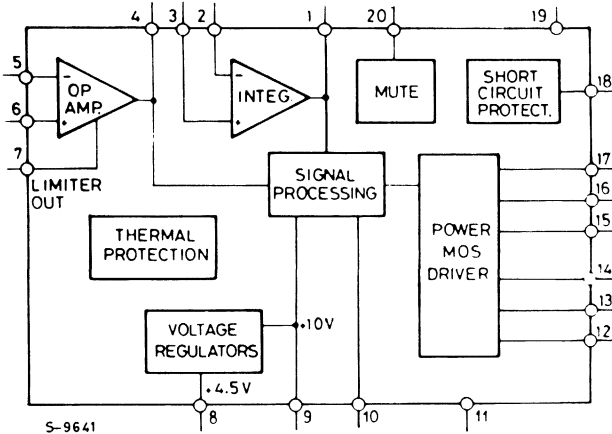 4 3 2 1 20 19
5
OP
AMP.
-
+
6
7
LIMITER
OUT
-
INTEG.
+
MUTE
SHORT
CIRCUIT
PROTECT.
18
SIGNAL
PROCESSING
THERMAL
PROTECTION
POWER
MOS
DRIVER
17
16
15
14
13
12
VOLTAGE
REGULATORS
+10V
+4.5V
8 9 10 11
S-9641